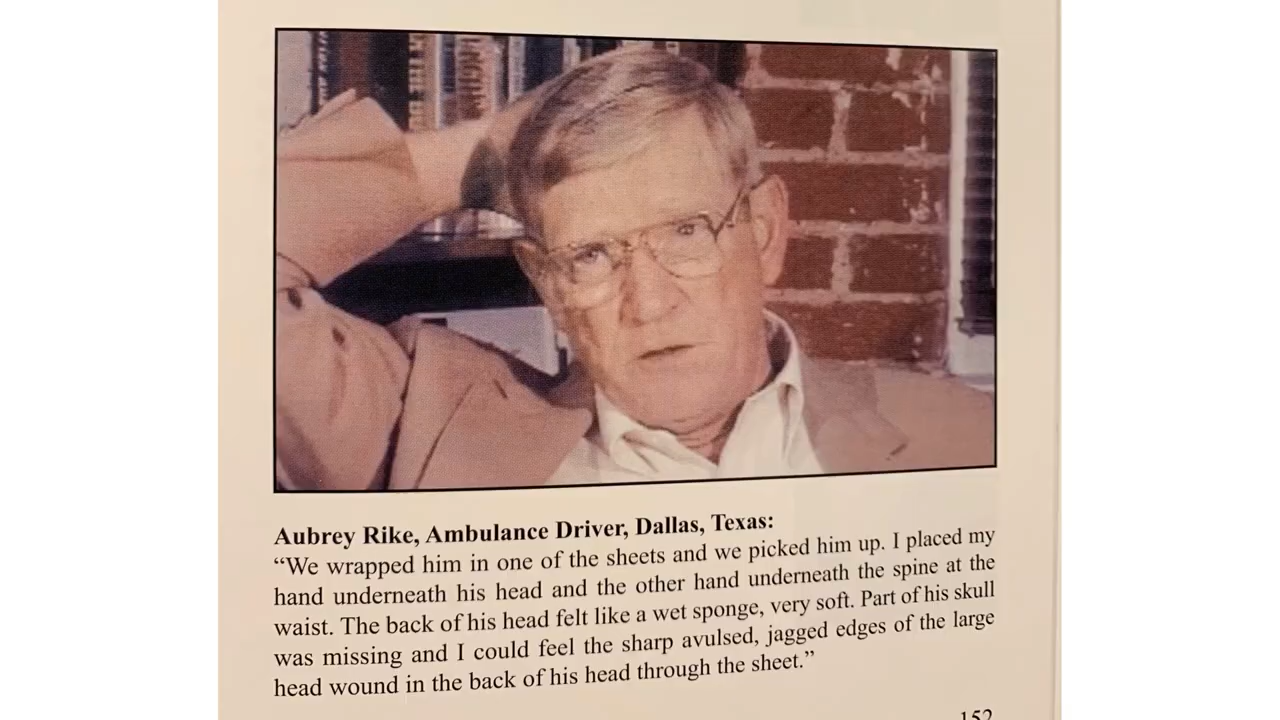 Aubrey Rike, Ambulance Driver, Dallas, Texas:
“We wrapped him in one of the sheets and we picked him up. I placed my
hand underneath his head and the other hand underneath the spine at the
waist. The back of his head felt like a wet sponge, very soft. Part of his skull
was missing and I could feel the sharp avulsed, jagged edges of the large
head wound in the back of his head through the sheet.”
152